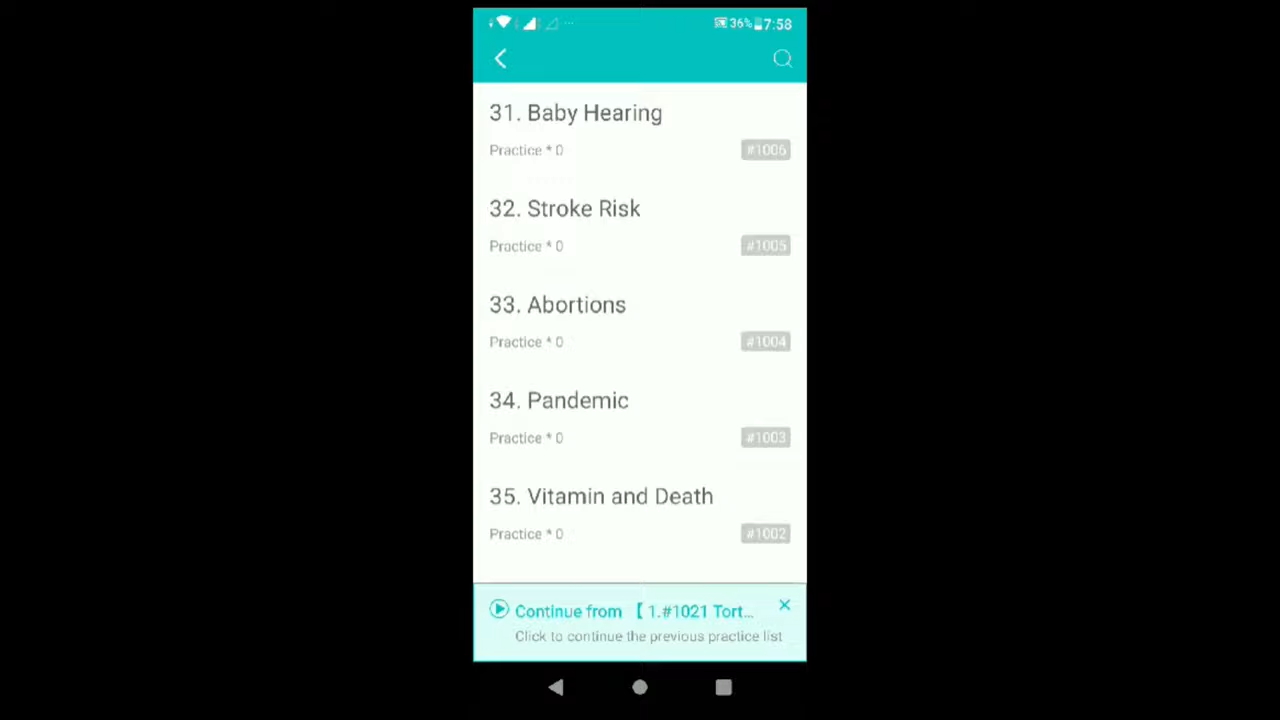 36% 7:58
31. Baby Hearing
Practice * 0 #1006
32. Stroke Risk
Practice * 0 #1005
33. Abortions
Practice * 0 #1004
34. Pandemic
Practice * 0 #1003
35. Vitamin and Death
Practice * 0 #1002
Continue from 【 1.#1021 Tort...
Click to continue the previous practice list